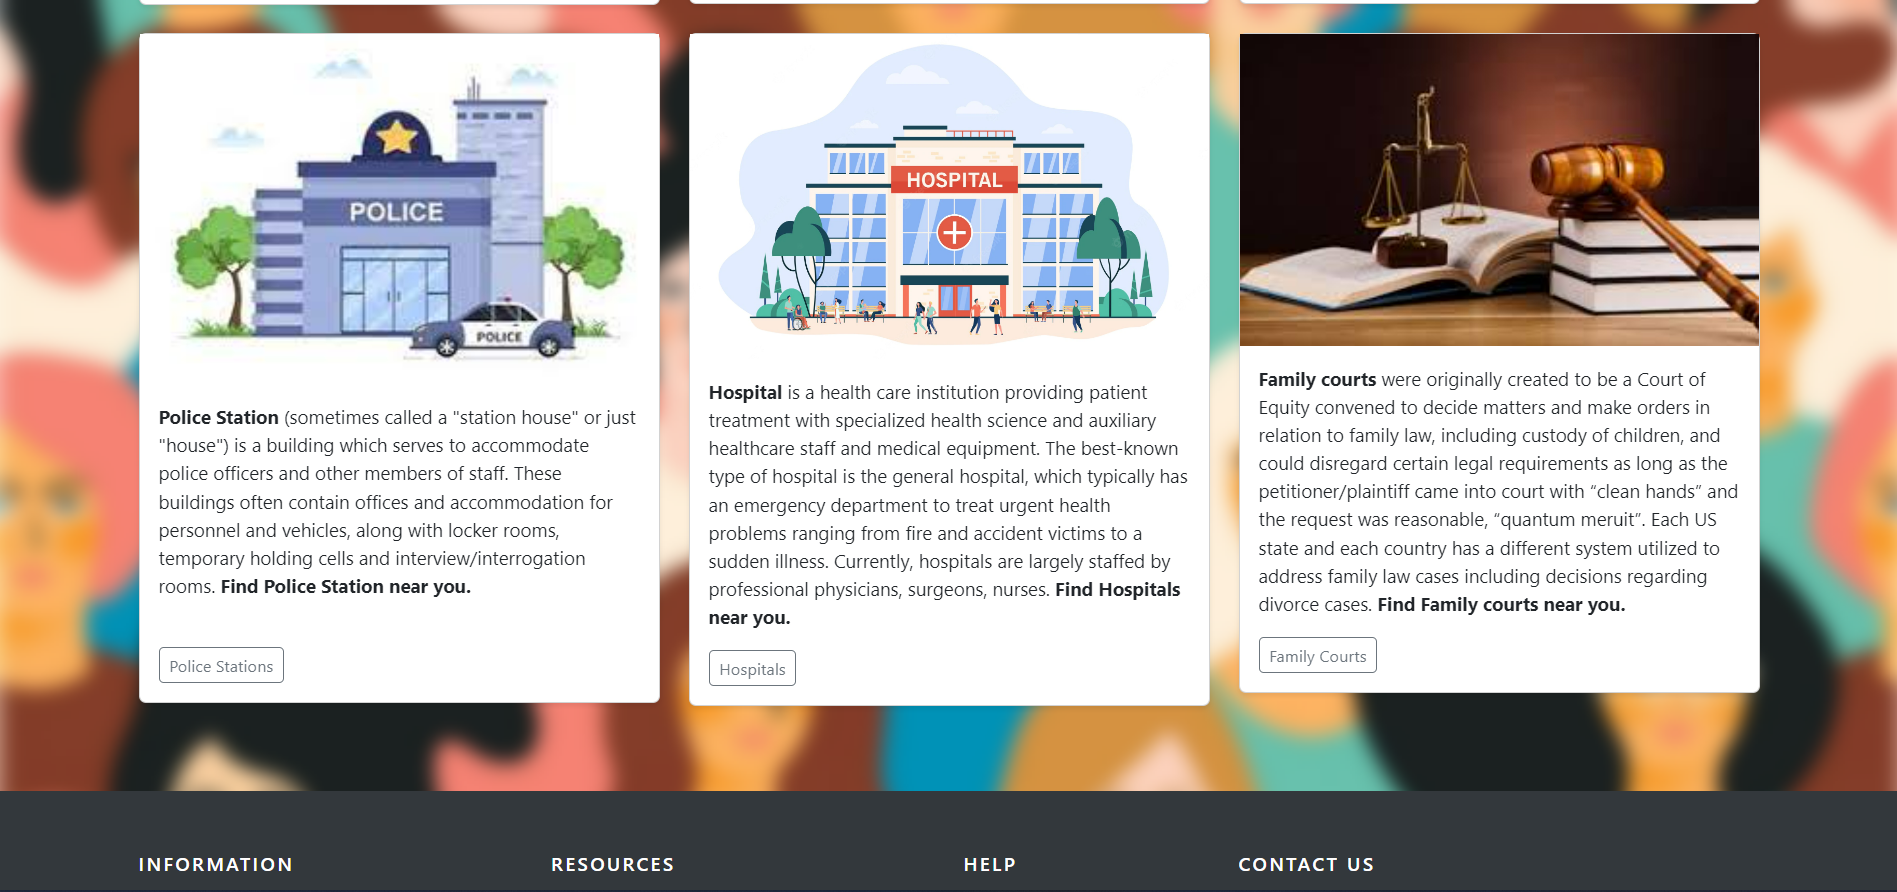 POLICE
POLICE
Police Station (sometimes called a "station house" or just
"house") is a building which serves to accommodate
police officers and other members of staff. These
buildings often contain offices and accommodation for
personnel and vehicles, along with locker rooms,
temporary holding cells and interview/interrogation
rooms. Find Police Station near you.
Police Stations
HOSPITAL
Hospital is a health care institution providing patient
treatment with specialized health science and auxiliary
healthcare staff and medical equipment. The best-known
type of hospital is the general hospital, which typically has
an emergency department to treat urgent health
problems ranging from fire and accident victims to a
sudden illness. Currently, hospitals are largely staffed by
professional physicians, surgeons, nurses. Find Hospitals
near you.
Hospitals
Family courts were originally created to be a Court of
Equity convened to decide matters and make orders in
relation to family law, including custody of children, and
could disregard certain legal requirements as long as the
petitioner/plaintiff came into court with “clean hands” and
the request was reasonable, “quantum meruit”. Each US
state and each country has a different system utilized to
address family law cases including decisions regarding
divorce cases. Find Family courts near you.
Family Courts
INFORMATION
RESOURCES
HELP
CONTACT US